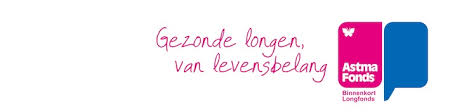 Gezonde longen,
van levensbelang
Astma
Fonds
Binnenkort
Longfonds